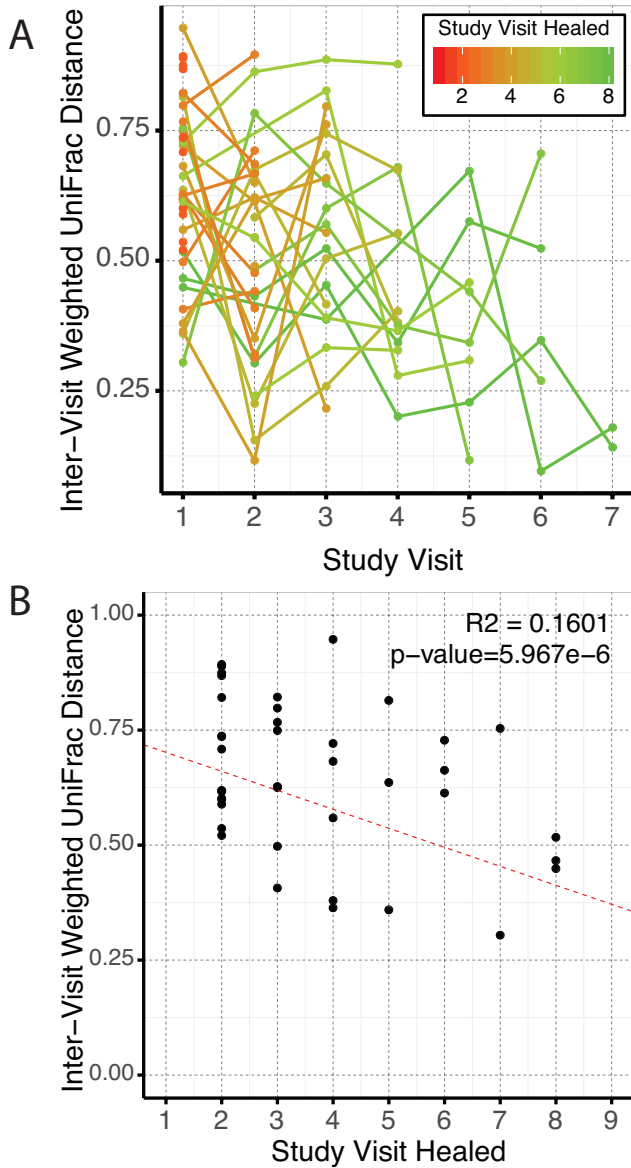 A
Study Visit Healed
2 4 6 8
Inter−Visit Weighted UniFrac Distance
0.75
0.50
0.25
1 2 3 4 5 6 7
Study Visit
B
R2 = 0.1601
p-value=5.967e-6
Inter−Visit Weighted UniFrac Distance
1.00
0.75
0.50
0.25
0.00
1 2 3 4 5 6 7 8 9
Study Visit Healed